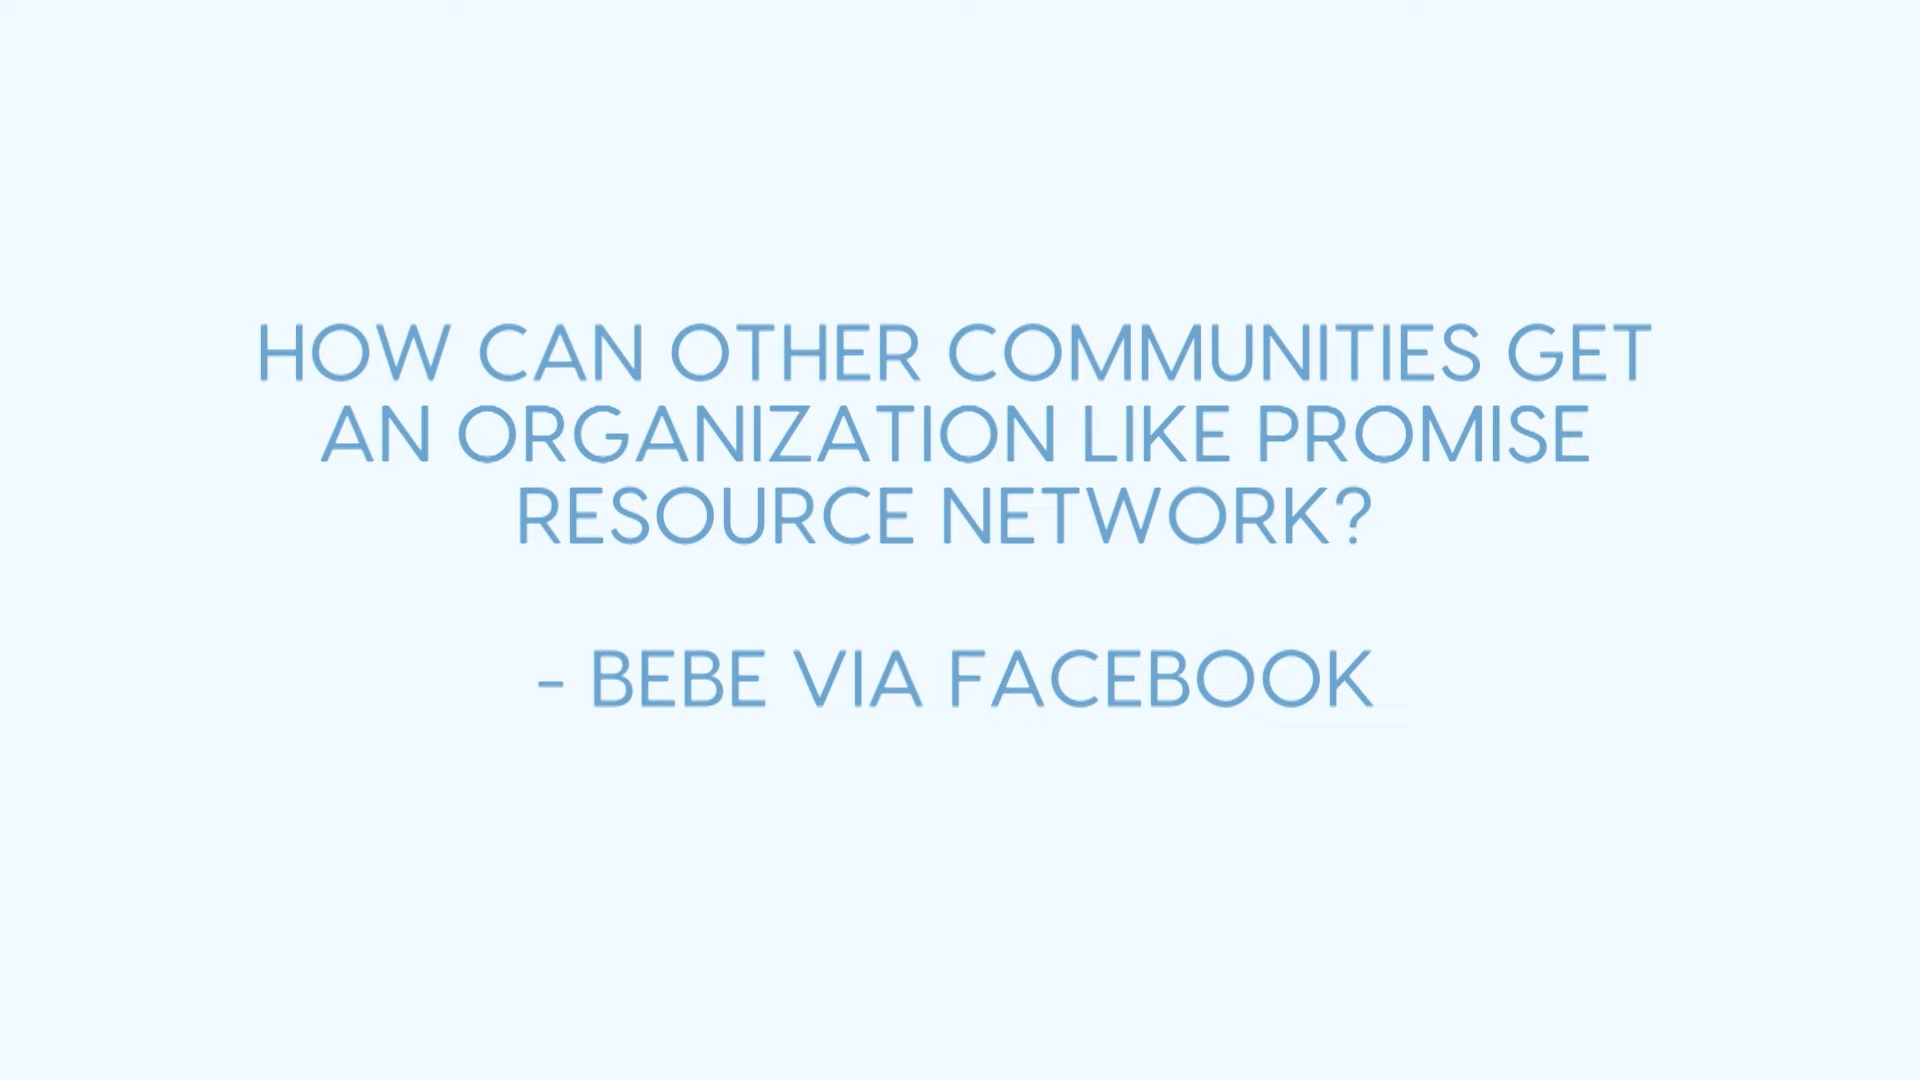 HOW CAN OTHER COMMUNITIES GET
AN ORGANIZATION LIKE PROMISE
RESOURCE NETWORK?
- BEBE VIA FACEBOOK